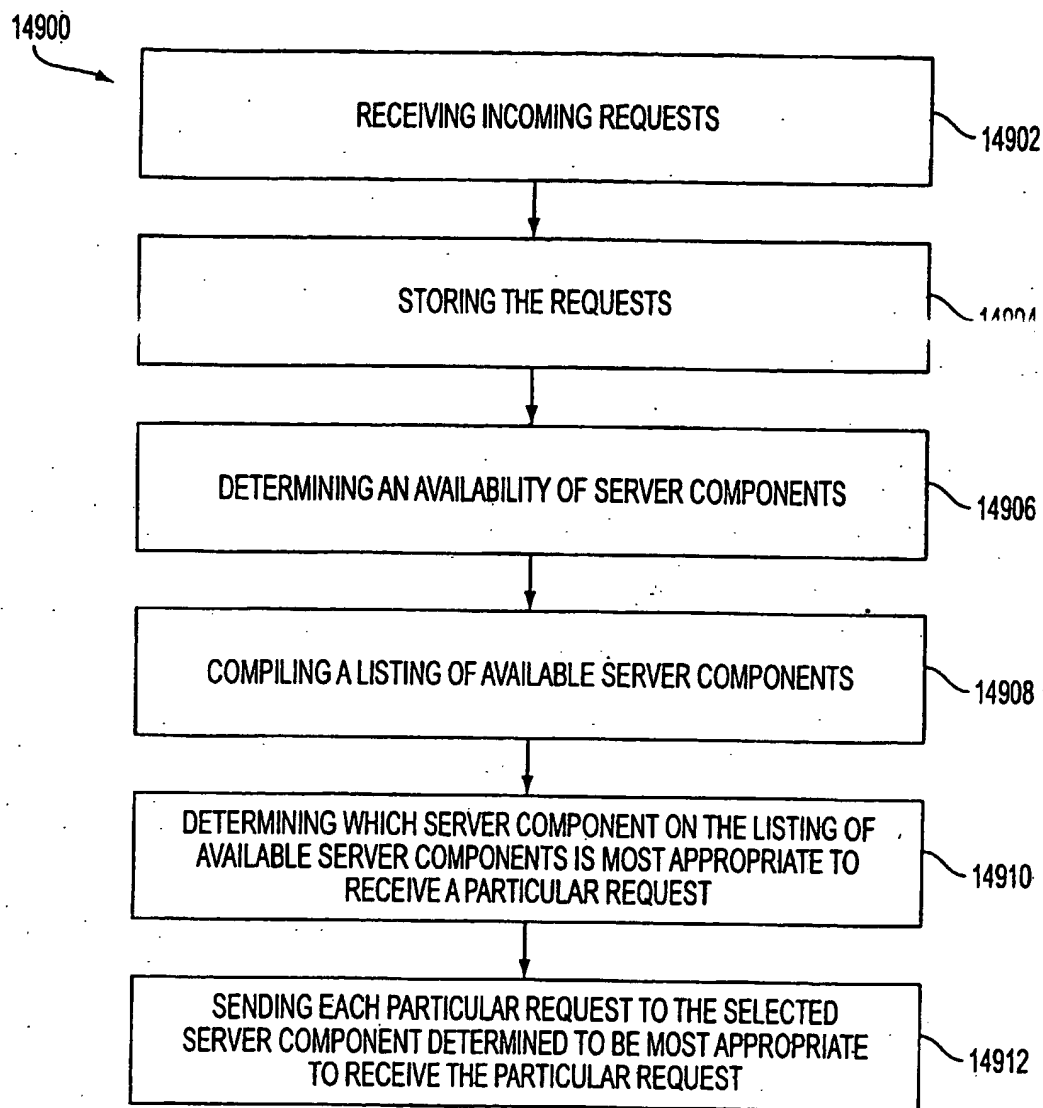 14900
RECEIVING INCOMING REQUESTS
14902
STORING THE REQUESTS
DETERMINING AN AVAILABILITY OF SERVER COMPONENTS
14906
COMPILING A LISTING OF AVAILABLE SERVER COMPONENTS
14908
DETERMINING WHICH SERVER COMPONENT ON THE LISTING OF
AVAILABLE SERVER COMPONENTS IS MOST APPROPRIATE TO
RECEIVE A PARTICULAR REQUEST
14910
SENDING EACH PARTICULAR REQUEST TO THE SELECTED
SERVER COMPONENT DETERMINED TO BE MOST APPROPRIATE
TO RECEIVE THE PARTICULAR REQUEST
14912